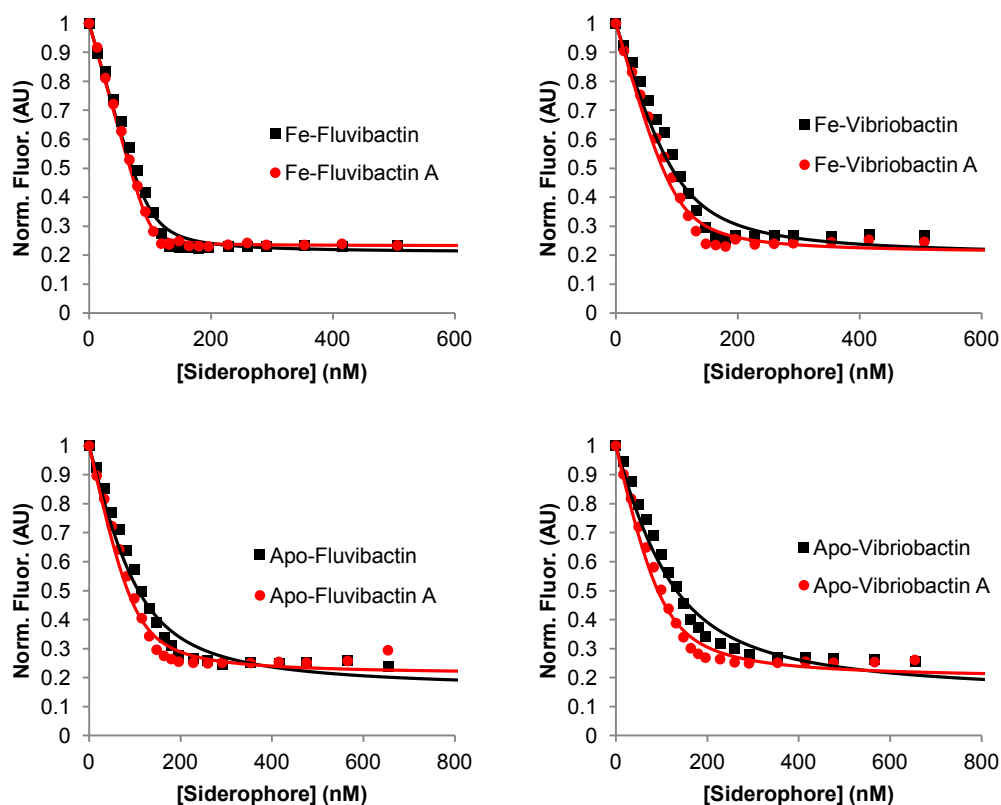 1
0.9
0.8
0.7
0.6
0.5
0.4
0.3
0.2
0.1
0
Norm. Fluor. (AU)
Fe-Fluvibactin
Fe-Fluvibactin A
0 200 400 600
[Siderophore] (nM)
1
0.9
0.8
0.7
0.6
0.5
0.4
0.3
0.2
0.1
0
Norm. Fluor. (AU)
Fe-Vibriobactin
Fe-Vibriobactin A
0 200 400 600
[Siderophore] (nM)
1
0.9
0.8
0.7
0.6
0.5
0.4
0.3
0.2
0.1
0
Norm. Fluor. (AU)
Apo-Fluvibactin
Apo-Fluvibactin A
0 200 400 600 800
[Siderophore] (nM)
1
0.9
0.8
0.7
0.6
0.5
0.4
0.3
0.2
0.1
0
Norm. Fluor. (AU)
Apo-Vibriobactin
Apo-Vibriobactin A
0 200 400 600 800
[Siderophore] (nM)